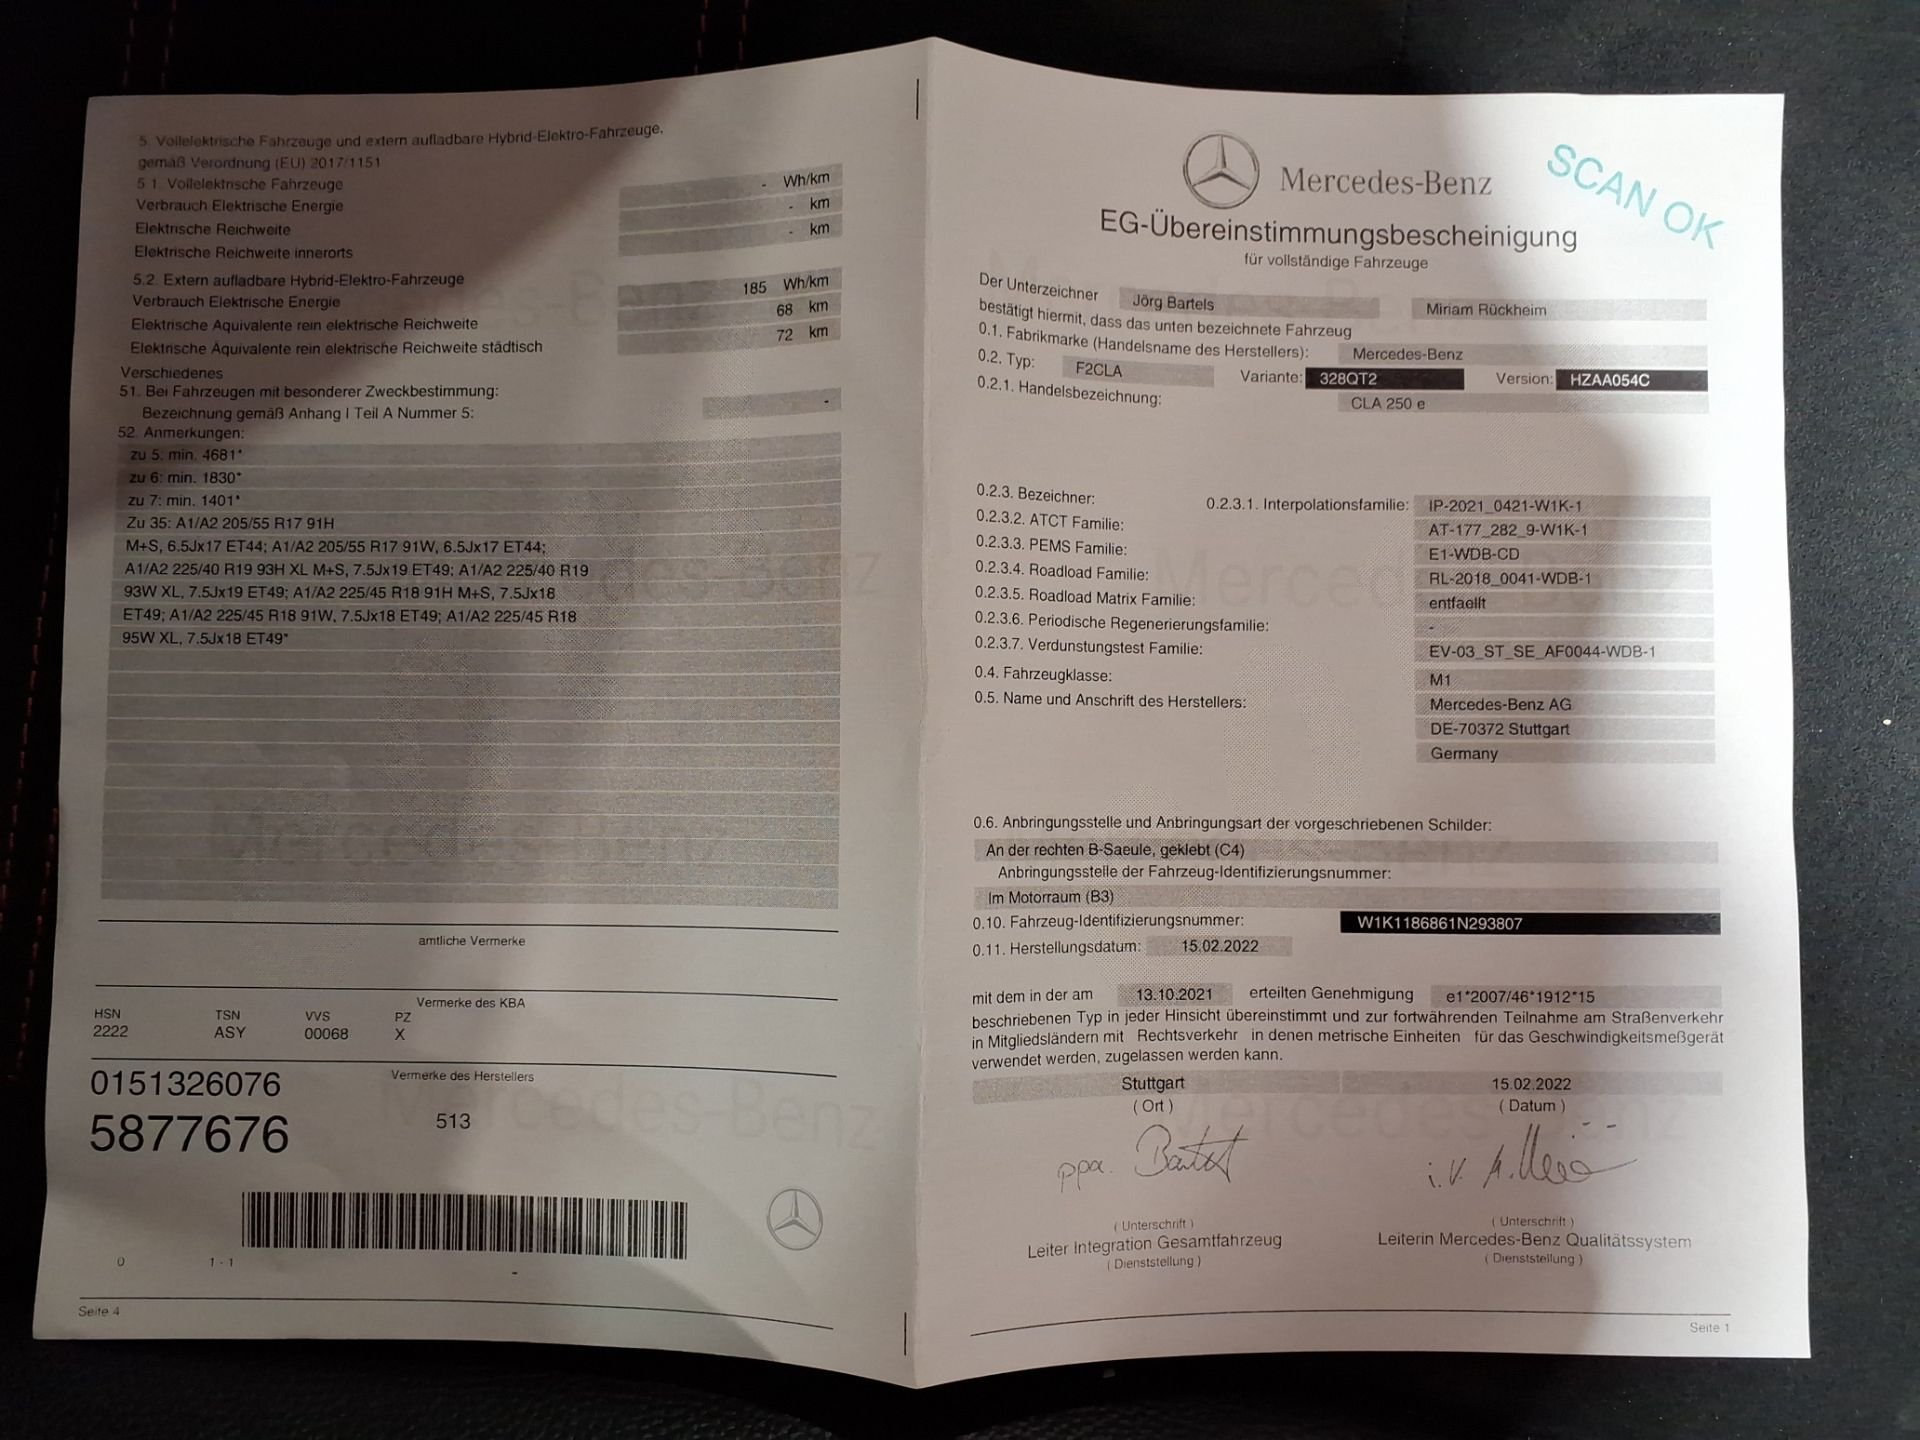 5. Vollelektrische Fahrzeuge und extern aufladbare Hybrid-Elektro-Fahrzeuge,
gemäß Verordnung (EU) 2017/1151
5.1. Vollelektrische Fahrzeuge
Verbrauch Elektrische Energie - Wh/km
Elektrische Reichweite - km
Elektrische Reichweite innerorts - km
5.2. Extern aufladbare Hybrid-Elektro-Fahrzeuge
Verbrauch Elektrische Energie 185 Wh/km
Elektrische Äquivalente rein elektrische Reichweite 68 km
Elektrische Äquivalente rein elektrische Reichweite städtisch 72 km
Verschiedenes
51. Bei Fahrzeugen mit besonderer Zweckbestimmung:
Bezeichnung gemäß Anhang I Teil A Nummer 5: -
52. Anmerkungen:
zu 5: min. 4681*
zu 6: min. 1830*
zu 7: min. 1401*
Zu 35: A1/A2 205/55 R17 91H
M+S, 6.5Jx17 ET44; A1/A2 205/55 R17 91W, 6.5Jx17 ET44;
A1/A2 225/40 R19 93H XL M+S, 7.5Jx19 ET49; A1/A2 225/40 R19
93W XL, 7.5Jx19 ET49; A1/A2 225/45 R18 91H M+S, 7.5Jx18
ET49; A1/A2 225/45 R18 91W, 7.5Jx18 ET49; A1/A2 225/45 R18
95W XL, 7.5Jx18 ET49*
amtliche Vermerke
Vermerke des KBA
HSN TSN VVS PZ
2222 ASY 00068 X
Vermerke des Herstellers
0151326076
5877676 513
0 1 - 1 -
Seite 4
Mercedes-Benz
SCAN OK
EG-Übereinstimmungsbescheinigung
für vollständige Fahrzeuge
Der Unterzeichner Jörg Bartels Miriam Rückheim
bestätigt hiermit, dass das unten bezeichnete Fahrzeug
0.1. Fabrikmarke (Handelsname des Herstellers): Mercedes-Benz
0.2. Typ: F2CLA Variante: 328QT2 Version: HZAA054C
0.2.1. Handelsbezeichnung: CLA 250 e
0.2.3. Bezeichner: 0.2.3.1. Interpolationsfamilie: IP-2021_0421-W1K-1
0.2.3.2. ATCT Familie: AT-177_282_9-W1K-1
0.2.3.3. PEMS Familie: E1-WDB-CD
0.2.3.4. Roadload Familie: RL-2018_0041-WDB-1
0.2.3.5. Roadload Matrix Familie: entfaellt
0.2.3.6. Periodische Regenerierungsfamilie: -
0.2.3.7. Verdunstungstest Familie: EV-03_ST_SE_AF0044-WDB-1
0.4. Fahrzeugklasse: M1
0.5. Name und Anschrift des Herstellers: Mercedes-Benz AG
DE-70372 Stuttgart
Germany
0.6. Anbringungsstelle und Anbringungsart der vorgeschriebenen Schilder:
An der rechten B-Saeule, geklebt (C4)
Anbringungsstelle der Fahrzeug-Identifizierungsnummer:
Im Motorraum (B3)
0.10. Fahrzeug-Identifizierungsnummer: W1K1186861N293807
0.11. Herstellungsdatum: 15.02.2022
mit dem in der am 13.10.2021 erteilten Genehmigung e1*2007/46*1912*15
beschriebenen Typ in jeder Hinsicht übereinstimmt und zur fortwährenden Teilnahme am Straßenverkehr
in Mitgliedsländern mit Rechtsverkehr in denen metrische Einheiten für das Geschwindigkeitsmeßgerät
verwendet werden, zugelassen werden kann.
Stuttgart 15.02.2022
( Ort ) ( Datum )
ppa. i.V.
( Unterschrift ) ( Unterschrift )
Leiter Integration Gesamtfahrzeug Leiterin Mercedes-Benz Qualitätssystem
( Dienststellung ) ( Dienststellung )
Seite 1